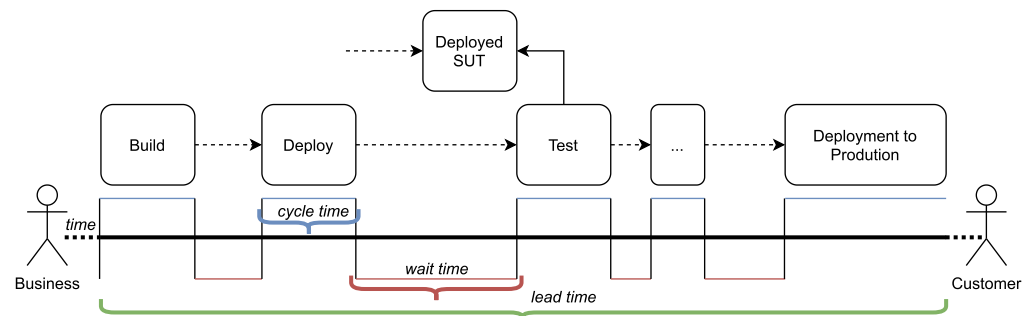 Deployed
SUT
Build
Deploy
Test
...
Deployment to
Prodution
time
cycle time
wait time
lead time
Business
Customer